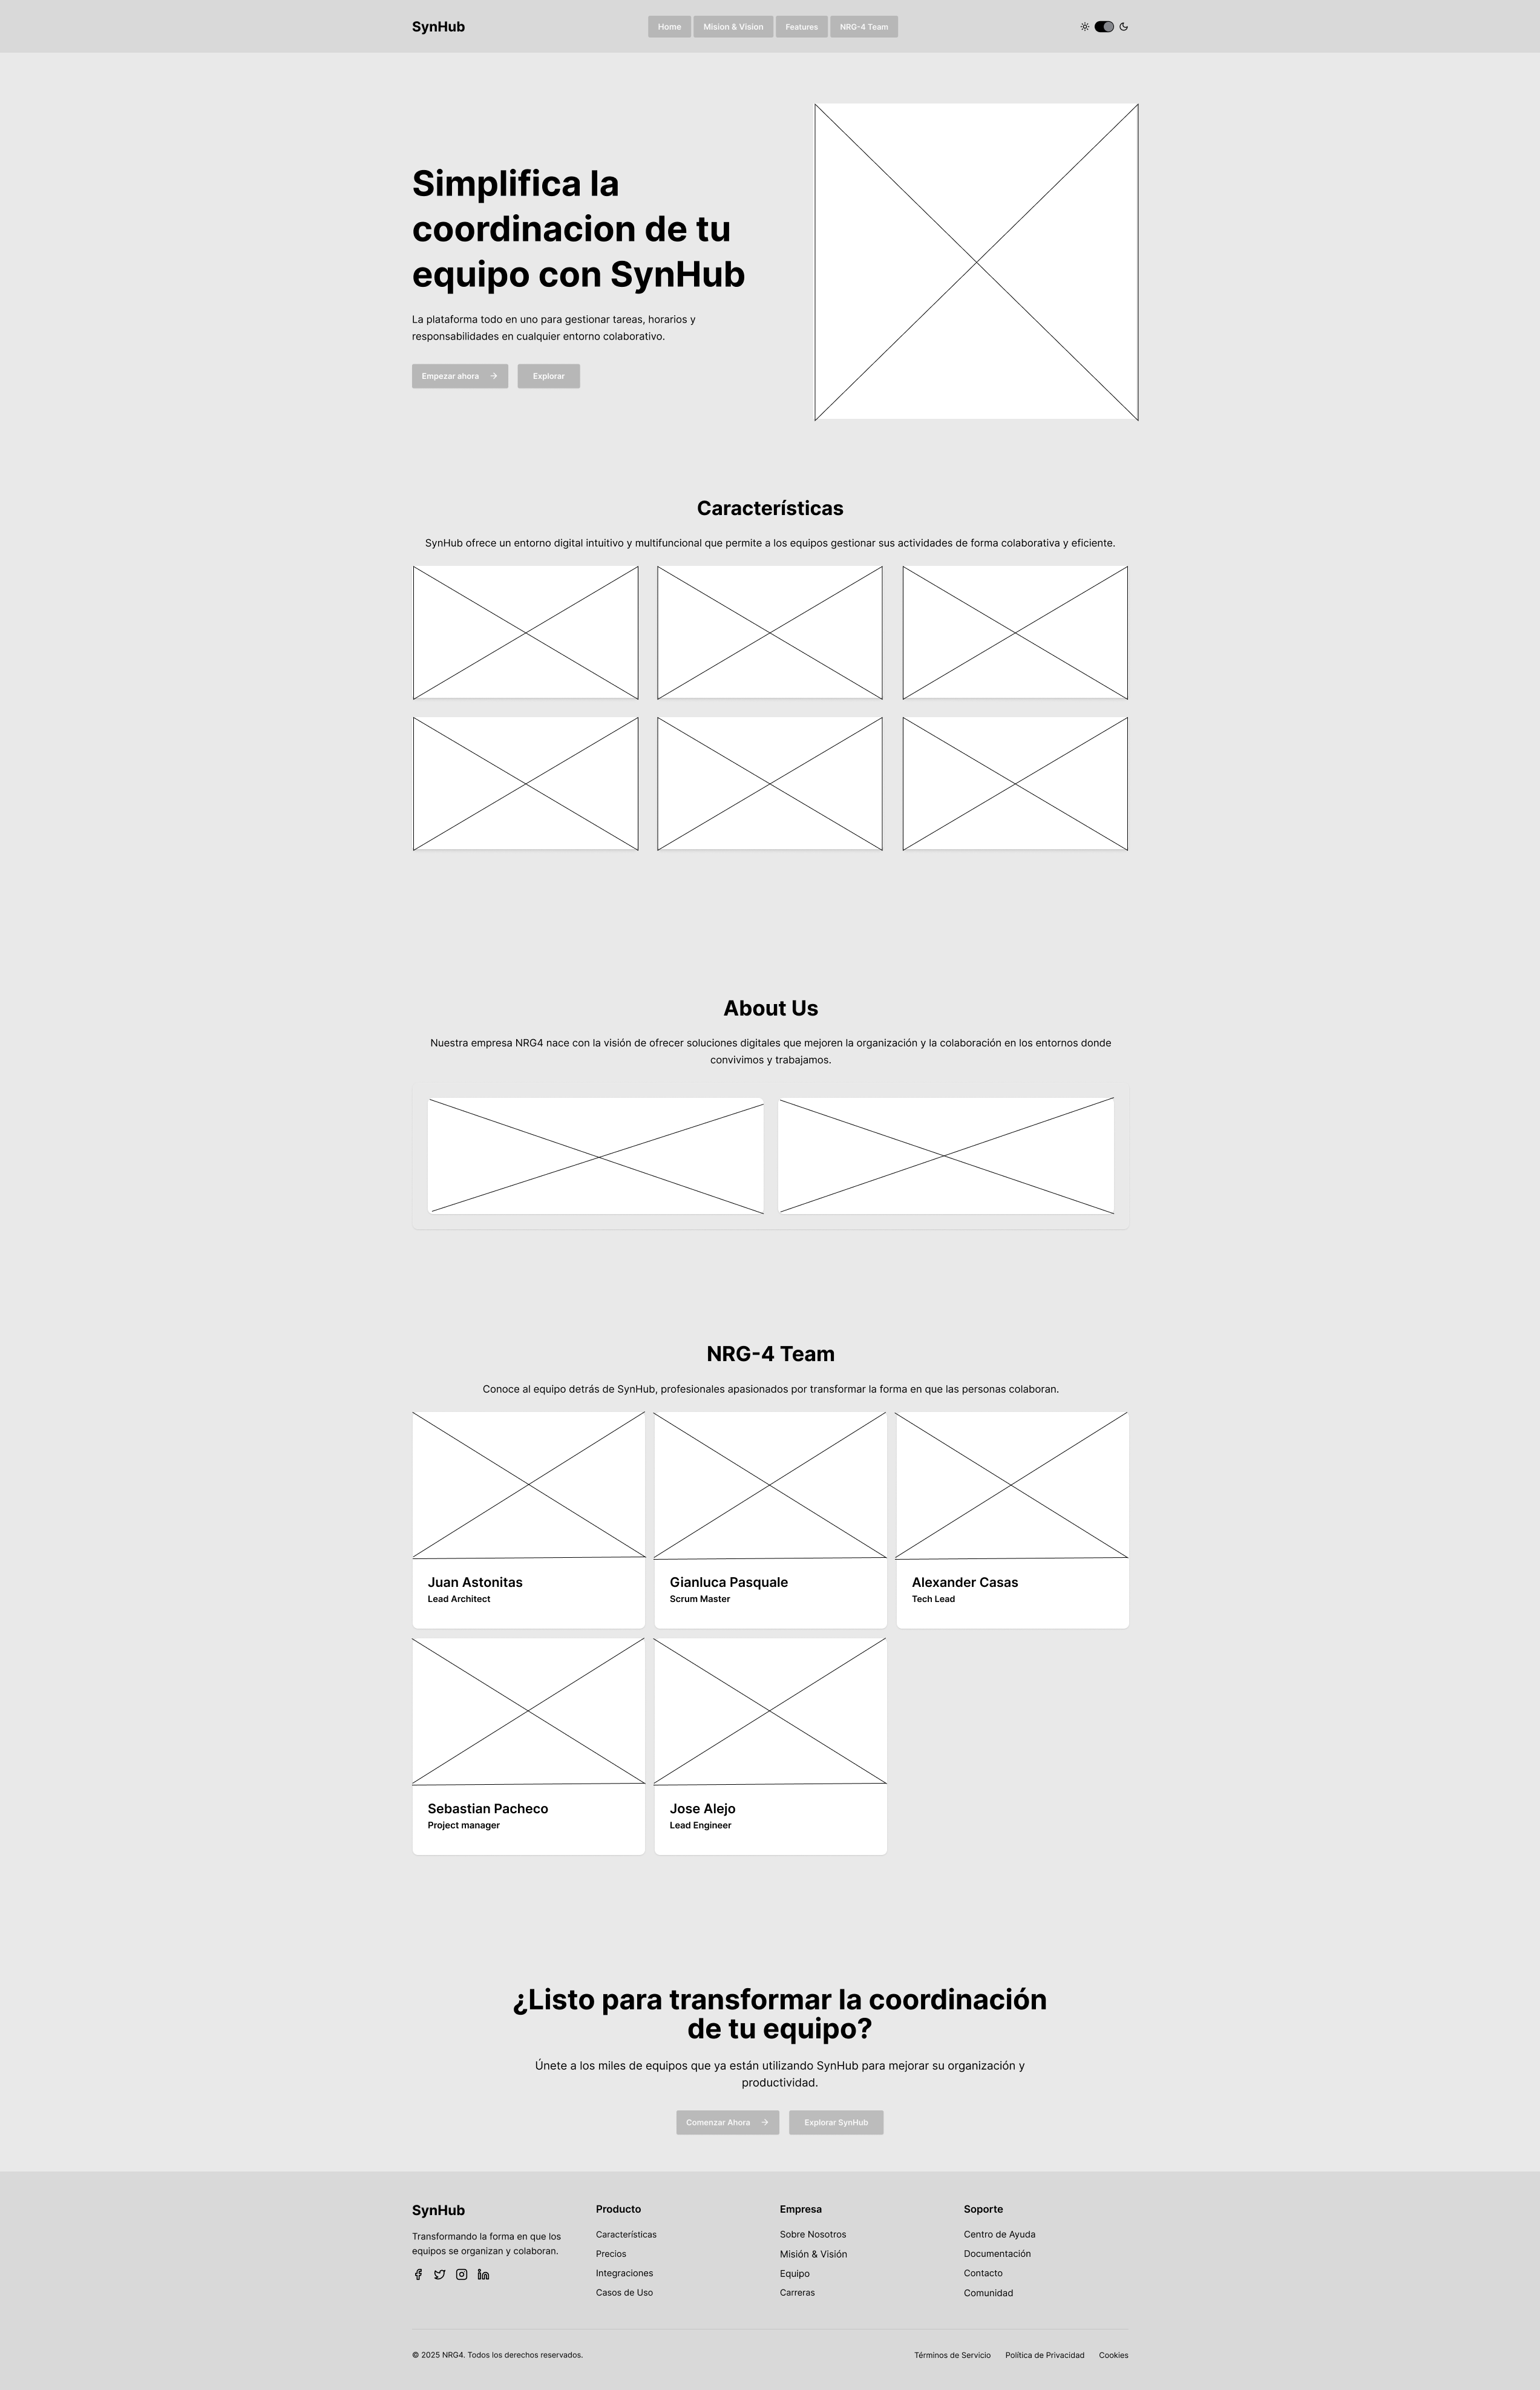 SynHub
Home
Mision & Vision
Features
NRG-4 Team
Simplifica la
coordinacion de tu
equipo con SynHub
La plataforma todo en uno para gestionar tareas, horarios y
responsabilidades en cualquier entorno colaborativo.
Empezar ahora
Explorar
Características
SynHub ofrece un entorno digital intuitivo y multifuncional que permite a los equipos gestionar sus actividades de forma colaborativa y eficiente.
About Us
Nuestra empresa NRG4 nace con la visión de ofrecer soluciones digitales que mejoren la organización y la colaboración en los entornos donde
convivimos y trabajamos.
NRG-4 Team
Conoce al equipo detrás de SynHub, profesionales apasionados por transformar la forma en que las personas colaboran.
Juan Astonitas
Lead Architect
Gianluca Pasquale
Scrum Master
Alexander Casas
Tech Lead
Sebastian Pacheco
Project manager
Jose Alejo
Lead Engineer
¿Listo para transformar la coordinación
de tu equipo?
Únete a los miles de equipos que ya están utilizando SynHub para mejorar su organización y
productividad.
Comenzar Ahora
Explorar SynHub
SynHub
Transformando la forma en que los
equipos se organizan y colaboran.
Producto
Características
Precios
Integraciones
Casos de Uso
Empresa
Sobre Nosotros
Misión & Visión
Equipo
Carreras
Soporte
Centro de Ayuda
Documentación
Contacto
Comunidad
© 2025 NRG4. Todos los derechos reservados.
Términos de Servicio
Política de Privacidad
Cookies